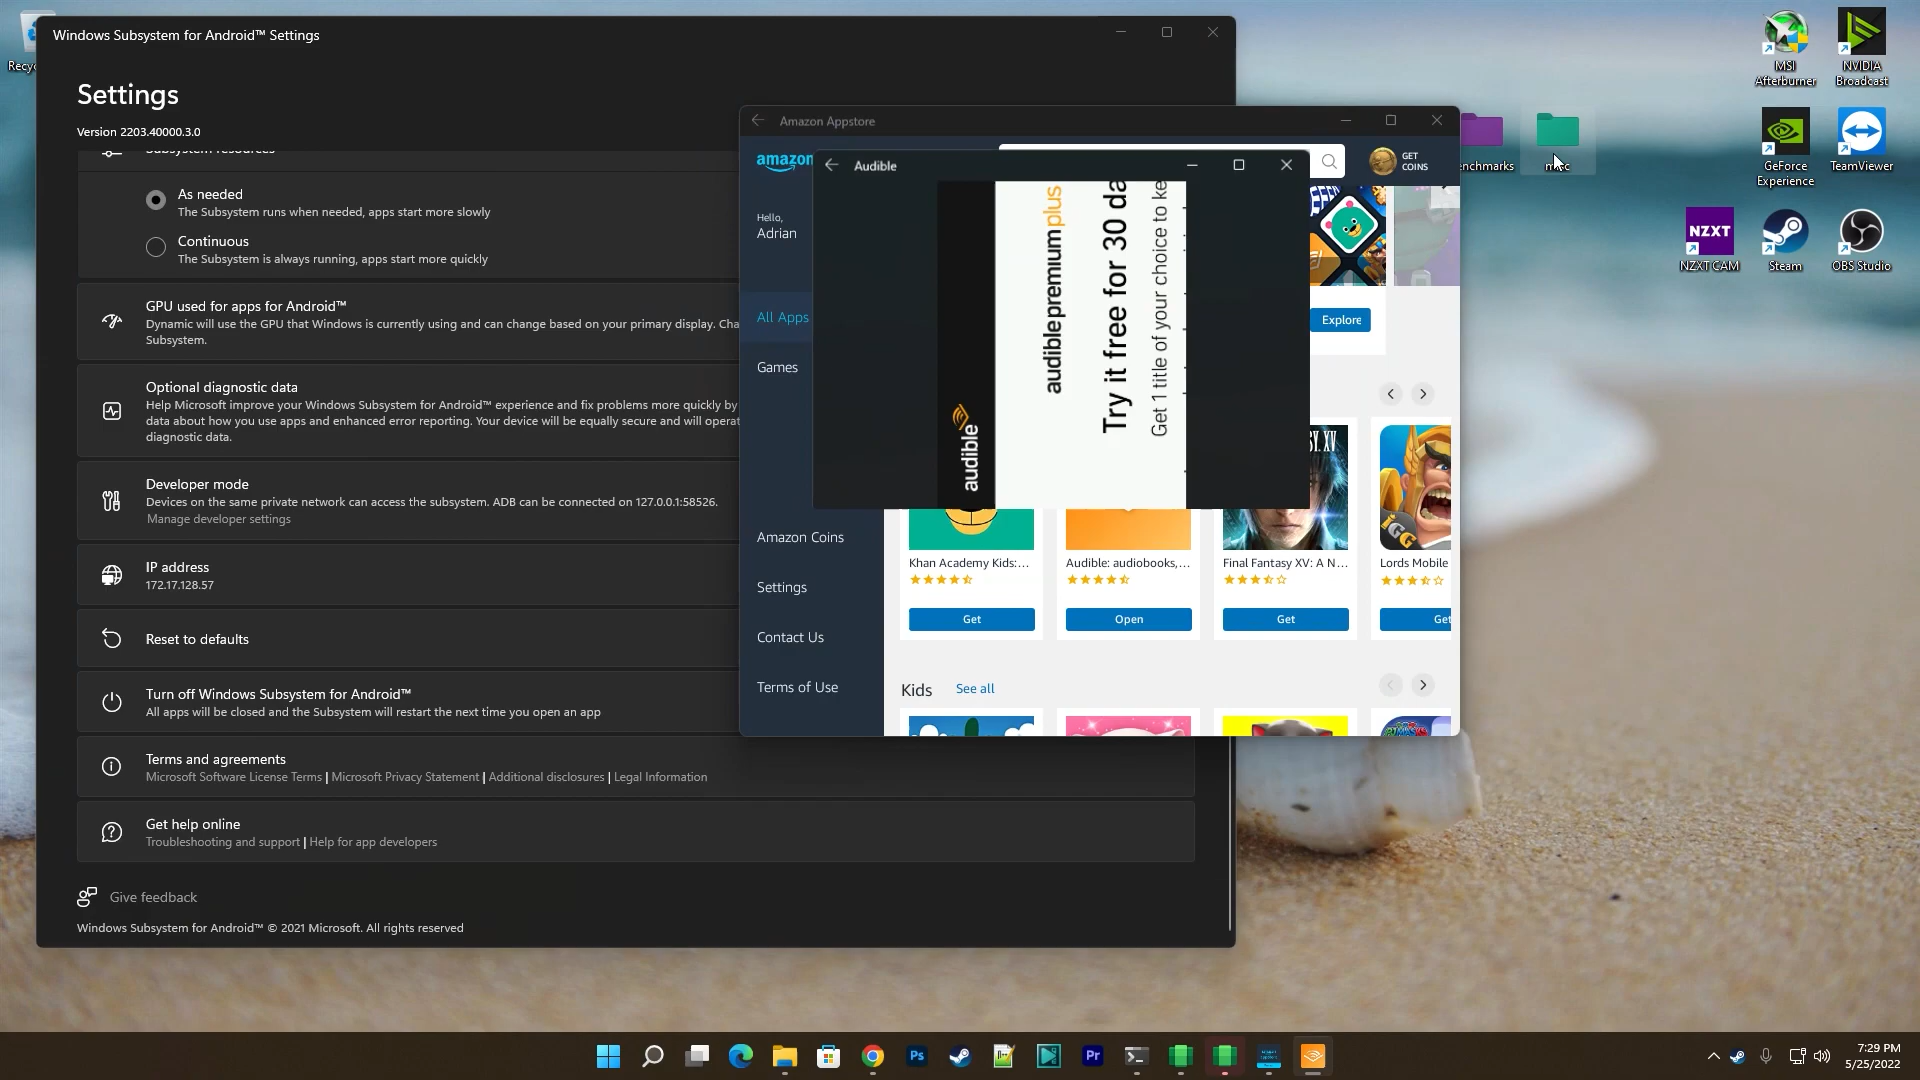 Windows Subsystem for Android™ Settings
Settings
Version 2203.40000.3.0
Subsystem resources
As needed
The Subsystem runs when needed, apps start more slowly
Continuous
The Subsystem is always running, apps start more quickly
GPU used for apps for Android™
Dynamic will use the GPU that Windows is currently using and can change based on your primary display. Cha
Subsystem.
Optional diagnostic data
Help Microsoft improve your Windows Subsystem for Android™ experience and fix problems more quickly by
data about how you use apps and enhanced error reporting. Your device will be equally secure and will operat
diagnostic data.
Developer mode
Devices on the same private network can access the subsystem. ADB can be connected on 127.0.0.1:58526.
Manage developer settings
IP address
172.17.128.57
Reset to defaults
Turn off Windows Subsystem for Android™
All apps will be closed and the Subsystem will restart the next time you open an app
Terms and agreements
Microsoft Software License Terms | Microsoft Privacy Statement | Additional disclosures | Legal Information
Get help online
Troubleshooting and support | Help for app developers
Give feedback
Windows Subsystem for Android™ © 2021 Microsoft. All rights reserved
Amazon Appstore
amazon
GET
COINS
Hello,
Adrian
All Apps
Games
Amazon Coins
Settings
Contact Us
Terms of Use
Audible
audible
audiblepremiumplus
Try it free for 30 da
Get 1 title of your choice to ke
Explore
Y. XV
IGG
Khan Academy Kids:...
Audible: audiobooks,...
Final Fantasy XV: A N...
Lords Mobile
Get
Open
Get
Get
Kids
See all
Recy
enchmarks
MSI
Afterburner
NVIDIA
Broadcast
GeForce
Experience
TeamViewer
NZXT
NZXT CAM
Steam
OBS Studio
Ps
Pr
7:29 PM
5/25/2022